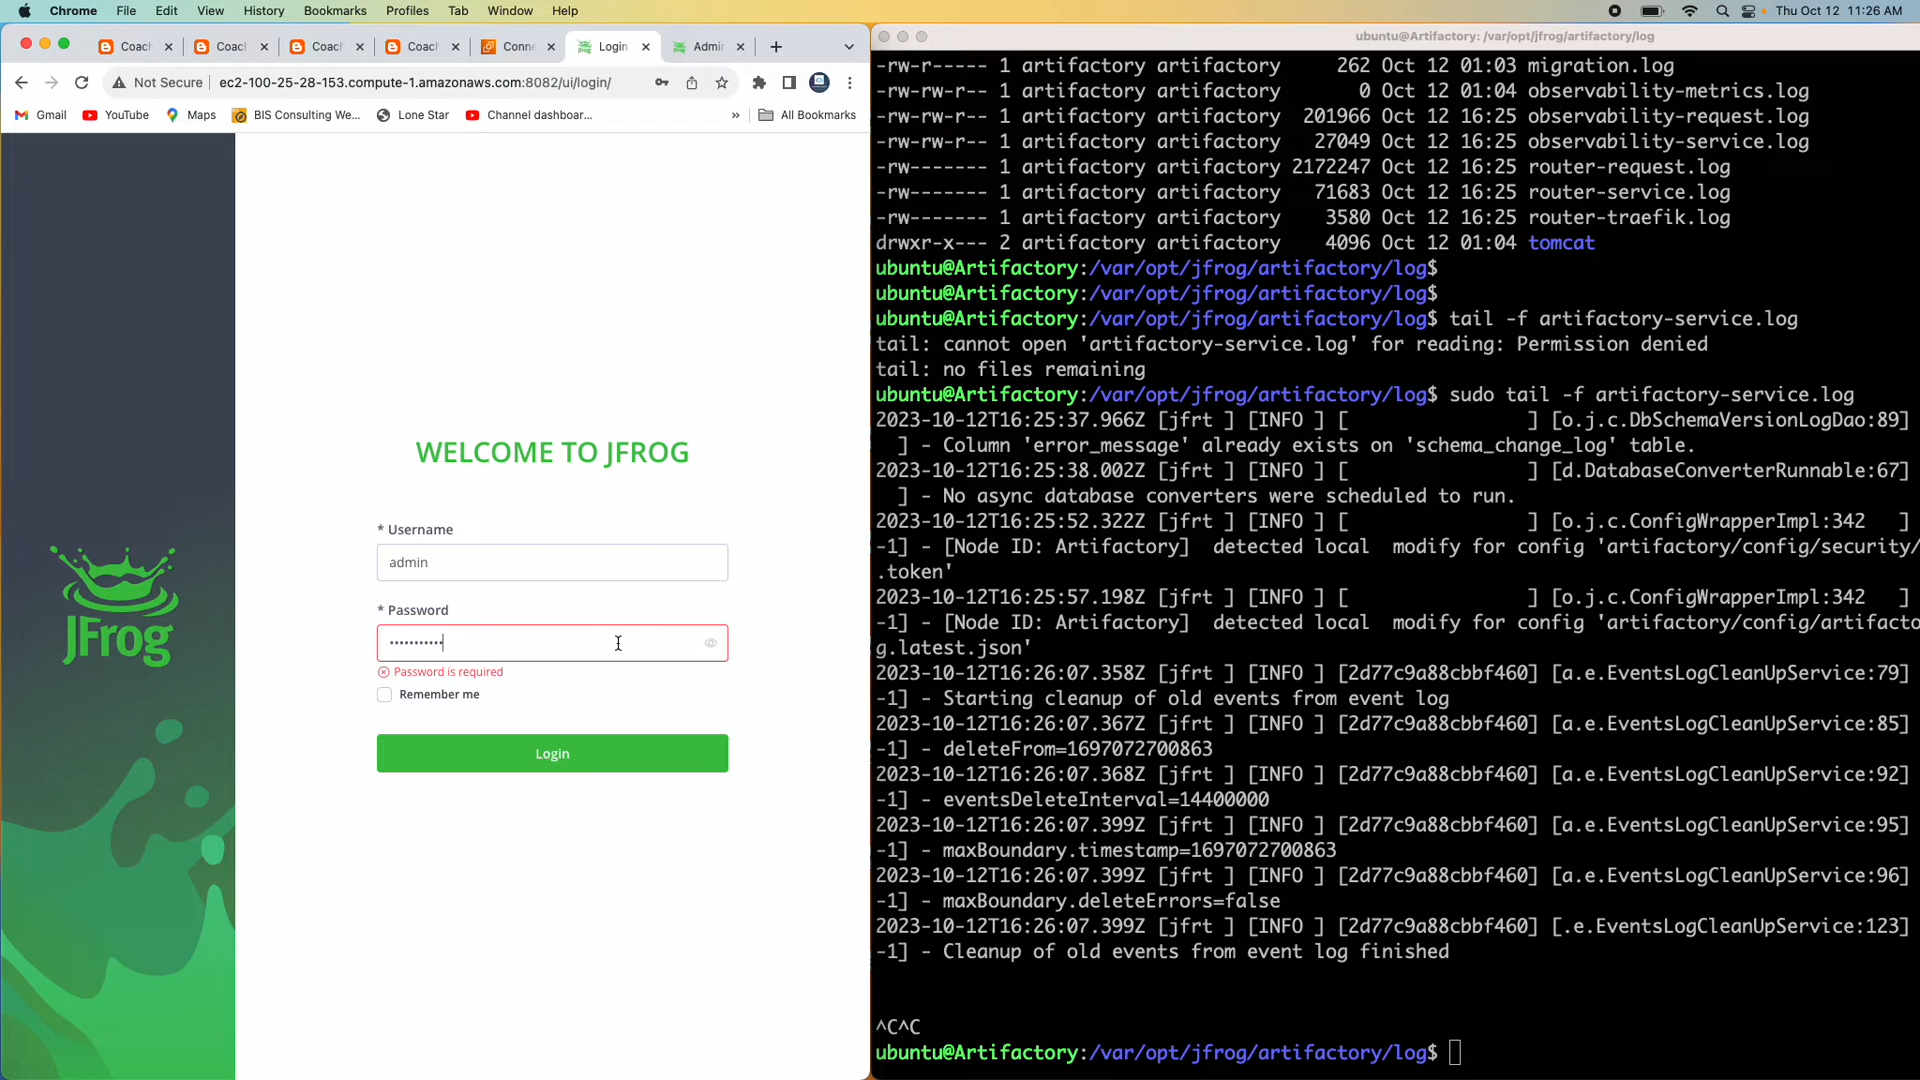 Chrome File Edit View History Bookmarks Profiles Tab Window Help
Thu Oct 12 11:26 AM
Coach Coach Coach Coach Conne Login Admin
Not Secure ec2-100-25-28-153.compute-1.amazonaws.com:8082/ui/login/
Gmail YouTube Maps BIS Consulting We... Lone Star Channel dashboar... » All Bookmarks
JFrog
WELCOME TO JFROG
* Username
admin
* Password
•••••••••••
Password is required
Remember me
Login
ubuntu@Artifactory: /var/opt/jfrog/artifactory/log
-rw-r----- 1 artifactory artifactory 262 Oct 12 01:03 migration.log
-rw-rw-r-- 1 artifactory artifactory 0 Oct 12 01:04 observability-metrics.log
-rw-rw-r-- 1 artifactory artifactory 201966 Oct 12 16:25 observability-request.log
-rw-rw-r-- 1 artifactory artifactory 27049 Oct 12 16:25 observability-service.log
-rw------- 1 artifactory artifactory 2172247 Oct 12 16:25 router-request.log
-rw------- 1 artifactory artifactory 71683 Oct 12 16:25 router-service.log
-rw------- 1 artifactory artifactory 3580 Oct 12 16:25 router-traefik.log
drwxr-x--- 2 artifactory artifactory 4096 Oct 12 01:04 tomcat
ubuntu@Artifactory:/var/opt/jfrog/artifactory/log$
ubuntu@Artifactory:/var/opt/jfrog/artifactory/log$
ubuntu@Artifactory:/var/opt/jfrog/artifactory/log$ tail -f artifactory-service.log
tail: cannot open 'artifactory-service.log' for reading: Permission denied
tail: no files remaining
ubuntu@Artifactory:/var/opt/jfrog/artifactory/log$ sudo tail -f artifactory-service.log
2023-10-12T16:25:37.966Z [jfrt ] [INFO ] [ ] [o.j.c.DbSchemaVersionLogDao:89]
] - Column 'error_message' already exists on 'schema_change_log' table.
2023-10-12T16:25:38.002Z [jfrt ] [INFO ] [ ] [d.DatabaseConverterRunnable:67]
] - No async database converters were scheduled to run.
2023-10-12T16:25:52.322Z [jfrt ] [INFO ] [ ] [o.j.c.ConfigWrapperImpl:342 ]
-1] - [Node ID: Artifactory] detected local modify for config 'artifactory/config/security/
.token'
2023-10-12T16:25:57.198Z [jfrt ] [INFO ] [ ] [o.j.c.ConfigWrapperImpl:342 ]
-1] - [Node ID: Artifactory] detected local modify for config 'artifactory/config/artifacto
g.latest.json'
2023-10-12T16:26:07.358Z [jfrt ] [INFO ] [2d77c9a88cbbf460] [a.e.EventsLogCleanUpService:79]
-1] - Starting cleanup of old events from event log
2023-10-12T16:26:07.367Z [jfrt ] [INFO ] [2d77c9a88cbbf460] [a.e.EventsLogCleanUpService:85]
-1] - deleteFrom=1697072700863
2023-10-12T16:26:07.368Z [jfrt ] [INFO ] [2d77c9a88cbbf460] [a.e.EventsLogCleanUpService:92]
-1] - eventsDeleteInterval=14400000
2023-10-12T16:26:07.399Z [jfrt ] [INFO ] [2d77c9a88cbbf460] [a.e.EventsLogCleanUpService:95]
-1] - maxBoundary.timestamp=1697072700863
2023-10-12T16:26:07.399Z [jfrt ] [INFO ] [2d77c9a88cbbf460] [a.e.EventsLogCleanUpService:96]
-1] - maxBoundary.deleteErrors=false
2023-10-12T16:26:07.399Z [jfrt ] [INFO ] [2d77c9a88cbbf460] [.e.EventsLogCleanUpService:123]
-1] - Cleanup of old events from event log finished
^C^C
ubuntu@Artifactory:/var/opt/jfrog/artifactory/log$